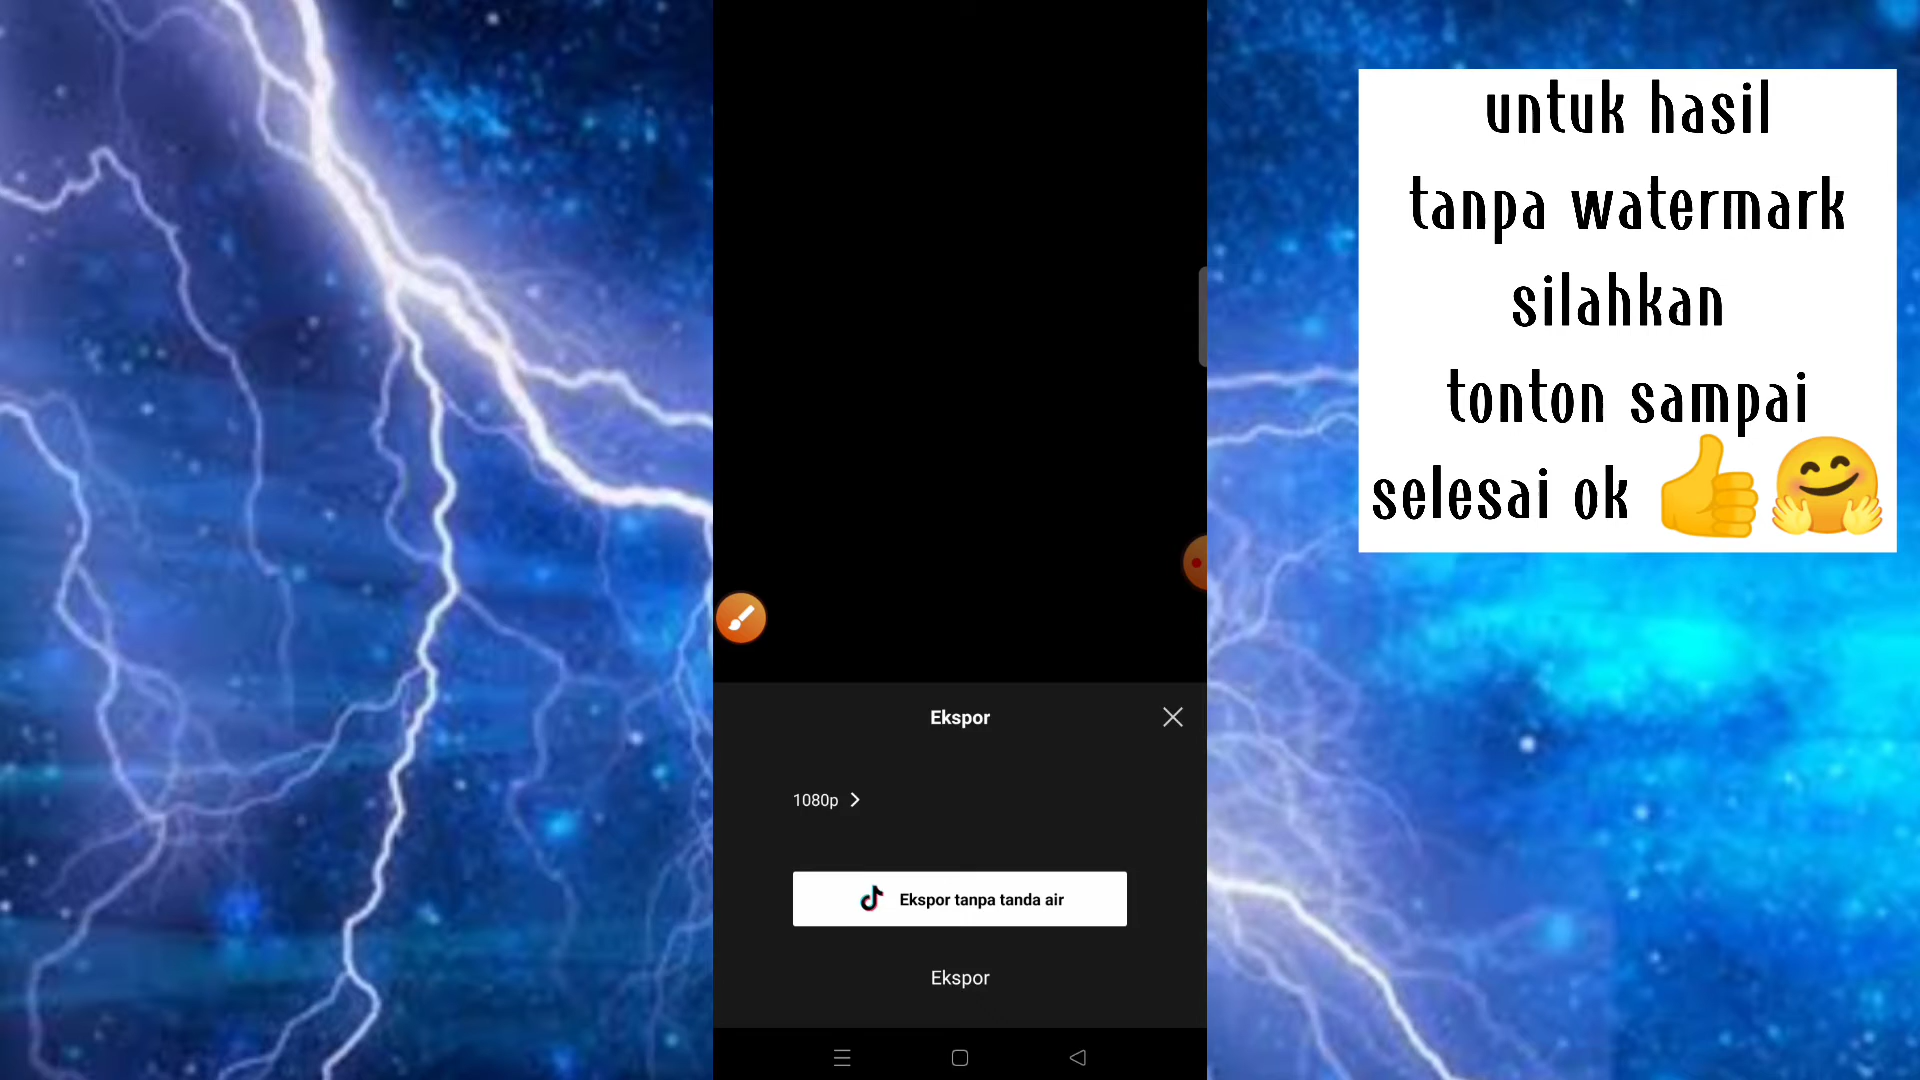 untuk hasil
tanpa watermark
silahkan
tonton sampai
selesai ok 👍🤗
Ekspor
1080p
Ekspor tanpa tanda air
Ekspor